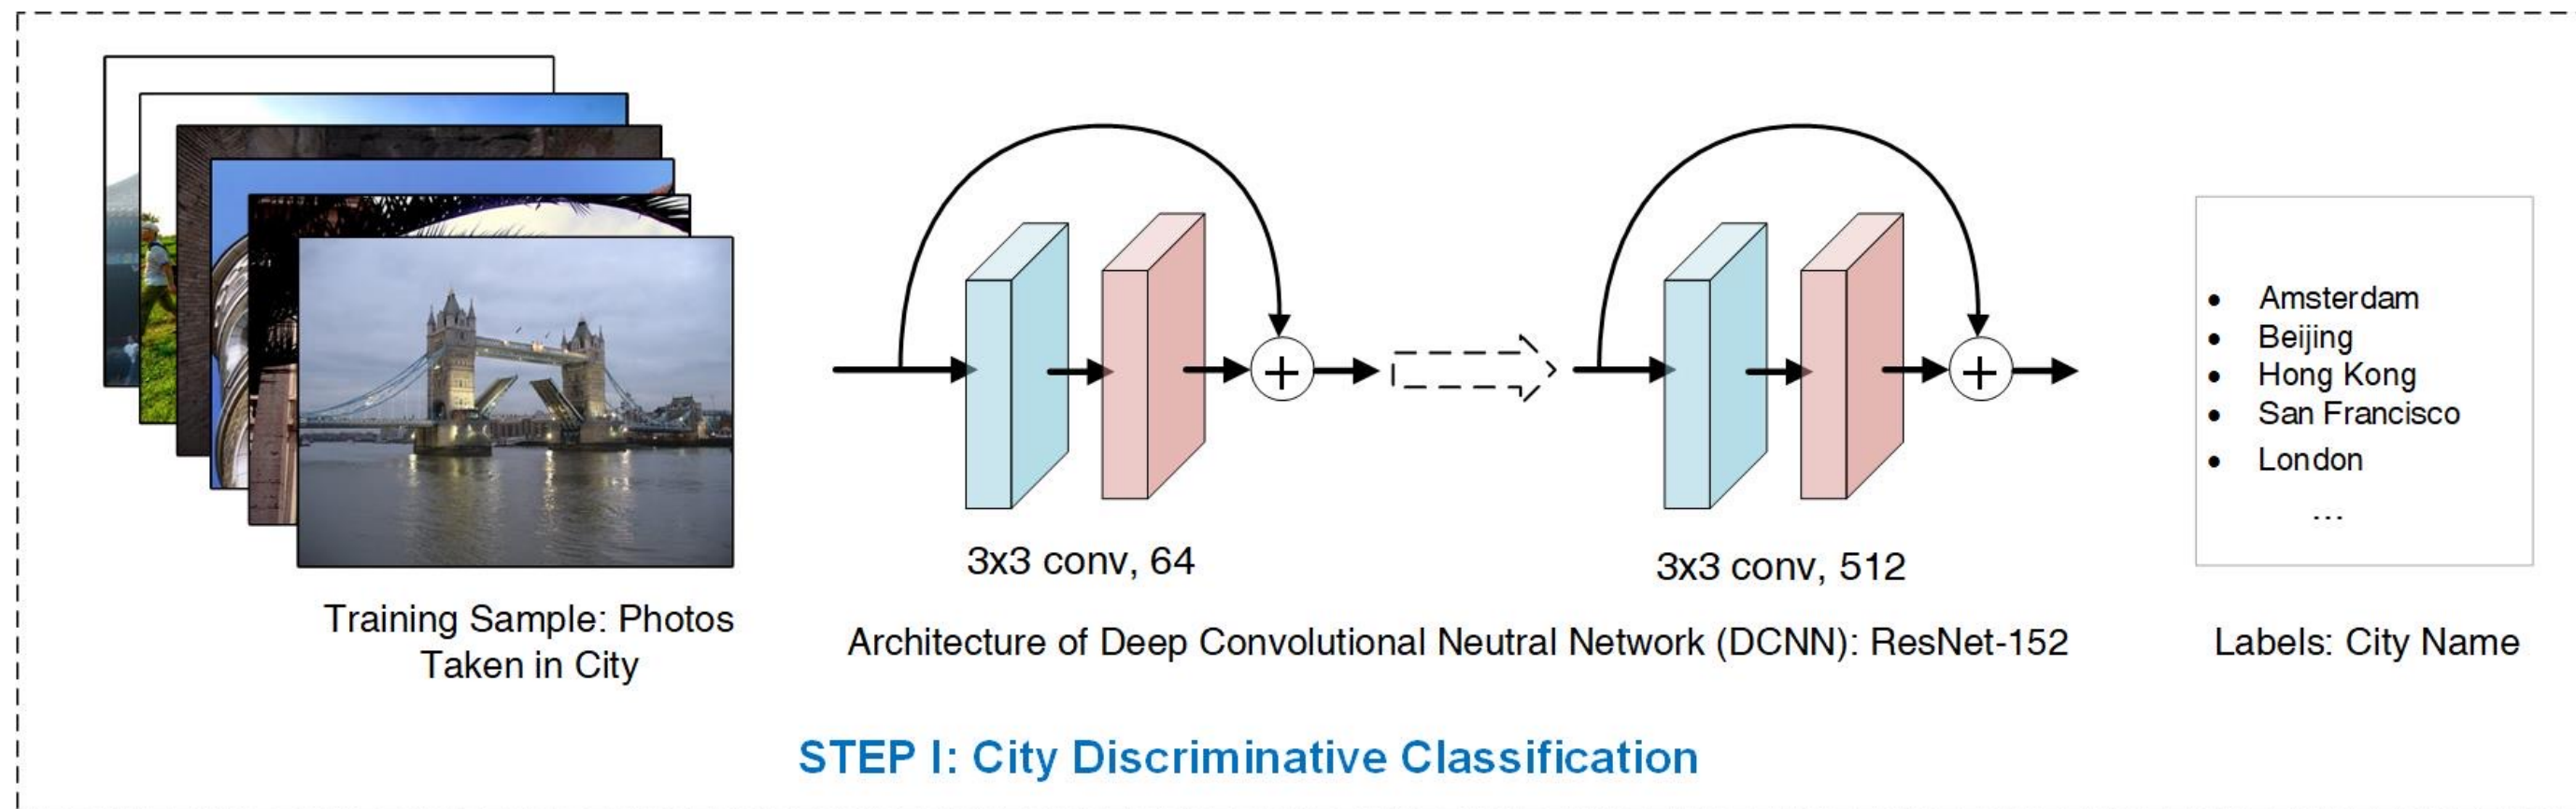 Training Sample: Photos
Taken in City
3x3 conv, 64
3x3 conv, 512
Architecture of Deep Convolutional Neutral Network (DCNN): ResNet-152
• Amsterdam
• Beijing
• Hong Kong
• San Francisco
• London
...
Labels: City Name
STEP I: City Discriminative Classification